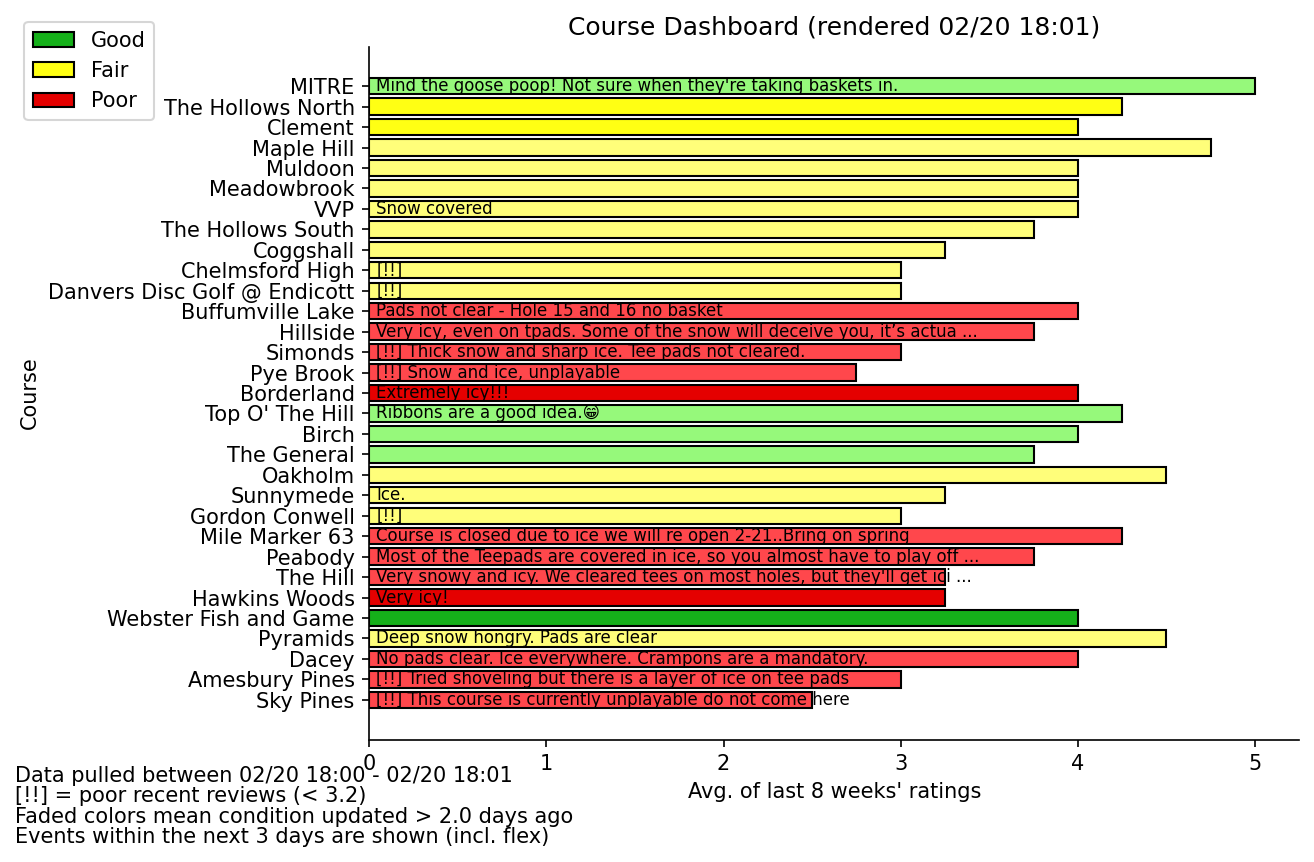 Course Dashboard (rendered 02/20 18:01)
Good
Fair
Poor
MITRE Mind the goose poop! Not sure when they're taking baskets in.
The Hollows North
Clement
Maple Hill
Muldoon
Meadowbrook
VVP Snow covered
The Hollows South
Coggshall
Chelmsford High [!!]
Danvers Disc Golf @ Endicott [!!]
Buffumville Lake Pads not clear - Hole 15 and 16 no basket
Hillside Very icy, even on tpads. Some of the snow will deceive you, it’s actua ...
Simonds [!!] Thick snow and sharp ice. Tee pads not cleared.
Pye Brook [!!] Snow and ice, unplayable
Borderland Extremely icy!!!
Top O' The Hill Ribbons are a good idea.😁
Birch
The General
Oakholm
Sunnymede Ice.
Gordon Conwell [!!]
Mile Marker 63 Course is closed due to ice we will re open 2-21..Bring on spring
Peabody Most of the Teepads are covered in ice, so you almost have to play off ...
The Hill Very snowy and icy. We cleared tees on most holes, but they'll get ici ...
Hawkins Woods Very icy!
Webster Fish and Game
Pyramids Deep snow hongry. Pads are clear
Dacey No pads clear. Ice everywhere. Crampons are a mandatory.
Amesbury Pines [!!] Tried shoveling but there is a layer of ice on tee pads
Sky Pines [!!] This course is currently unplayable do not come here
Course
0 1 2 3 4 5
Avg. of last 8 weeks' ratings
Data pulled between 02/20 18:00 - 02/20 18:01
[!!] = poor recent reviews (< 3.2)
Faded colors mean condition updated > 2.0 days ago
Events within the next 3 days are shown (incl. flex)